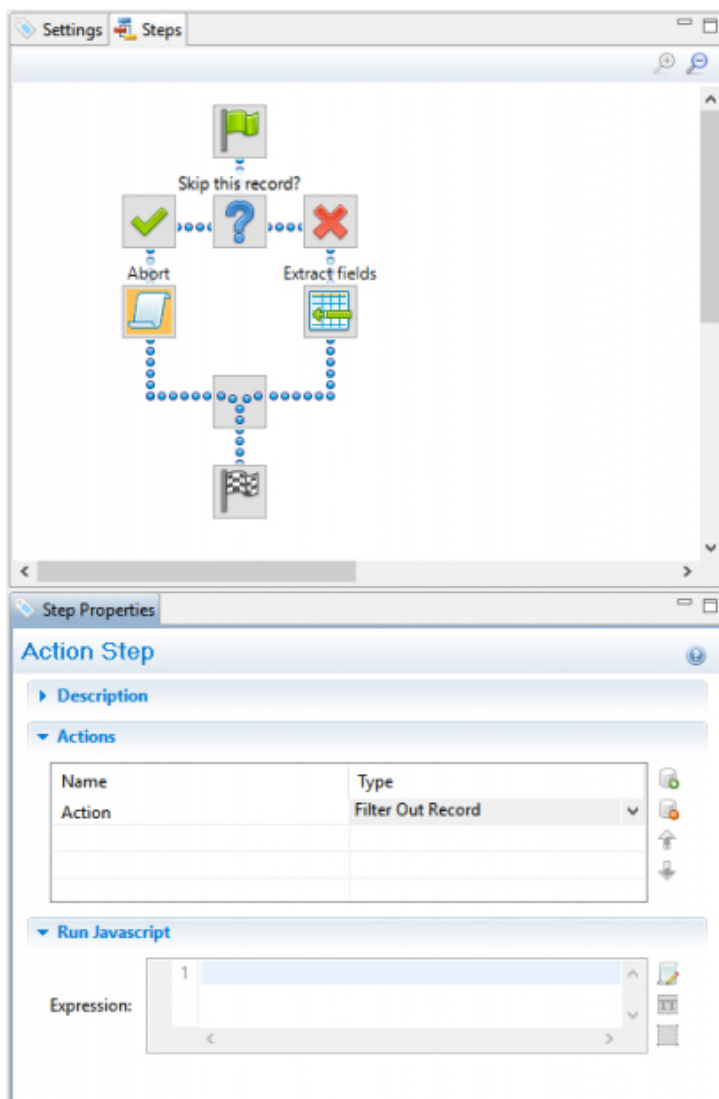 Settings Steps
Skip this record?
Abort Extract fields
Step Properties
Action Step
Description
Actions
Name Type
Action Filter Out Record
Run Javascript
1
Expression:
TT